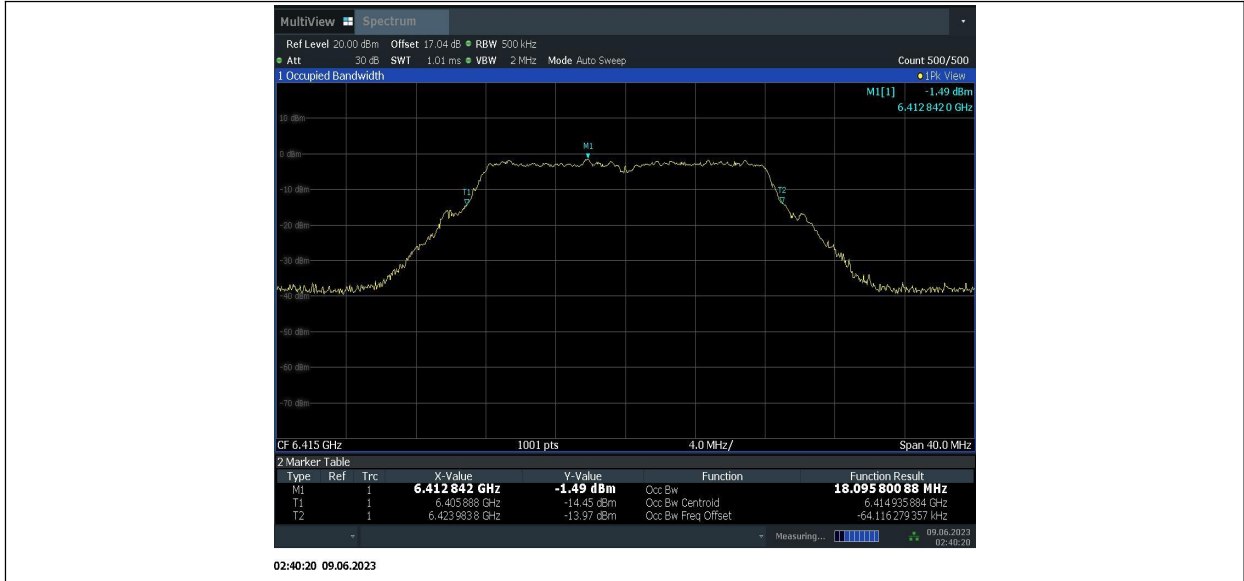 MultiView Spectrum
Ref Level 20.00 dBm Offset 17.04 dB RBW 500 kHz
Att 30 dB SWT 1.01 ms VBW 2 MHz Mode Auto Sweep Count 500/500
1 Occupied Bandwidth 1Pk View
M1[1] -1.49 dBm
6.412 842 0 GHz
10 dBm
M1
0 dBm
-10 dBm
T1
T2
-20 dBm
-30 dBm
-40 dBm
-50 dBm
-60 dBm
-70 dBm
CF 6.415 GHz 1001 pts 4.0 MHz/ Span 40.0 MHz
2 Marker Table
Type Ref Trc X-Value Y-Value Function Function Result
M1 1 6.412 842 GHz -1.49 dBm Occ Bw 18.095 800 88 MHz
T1 1 6.405 888 GHz -14.45 dBm Occ Bw Centroid 6.414 935 884 GHz
T2 1 6.423 983 8 GHz -13.97 dBm Occ Bw Freq Offset -64.116 279 357 kHz
Measuring... 09.06.2023
02:40:20
02:40:20 09.06.2023